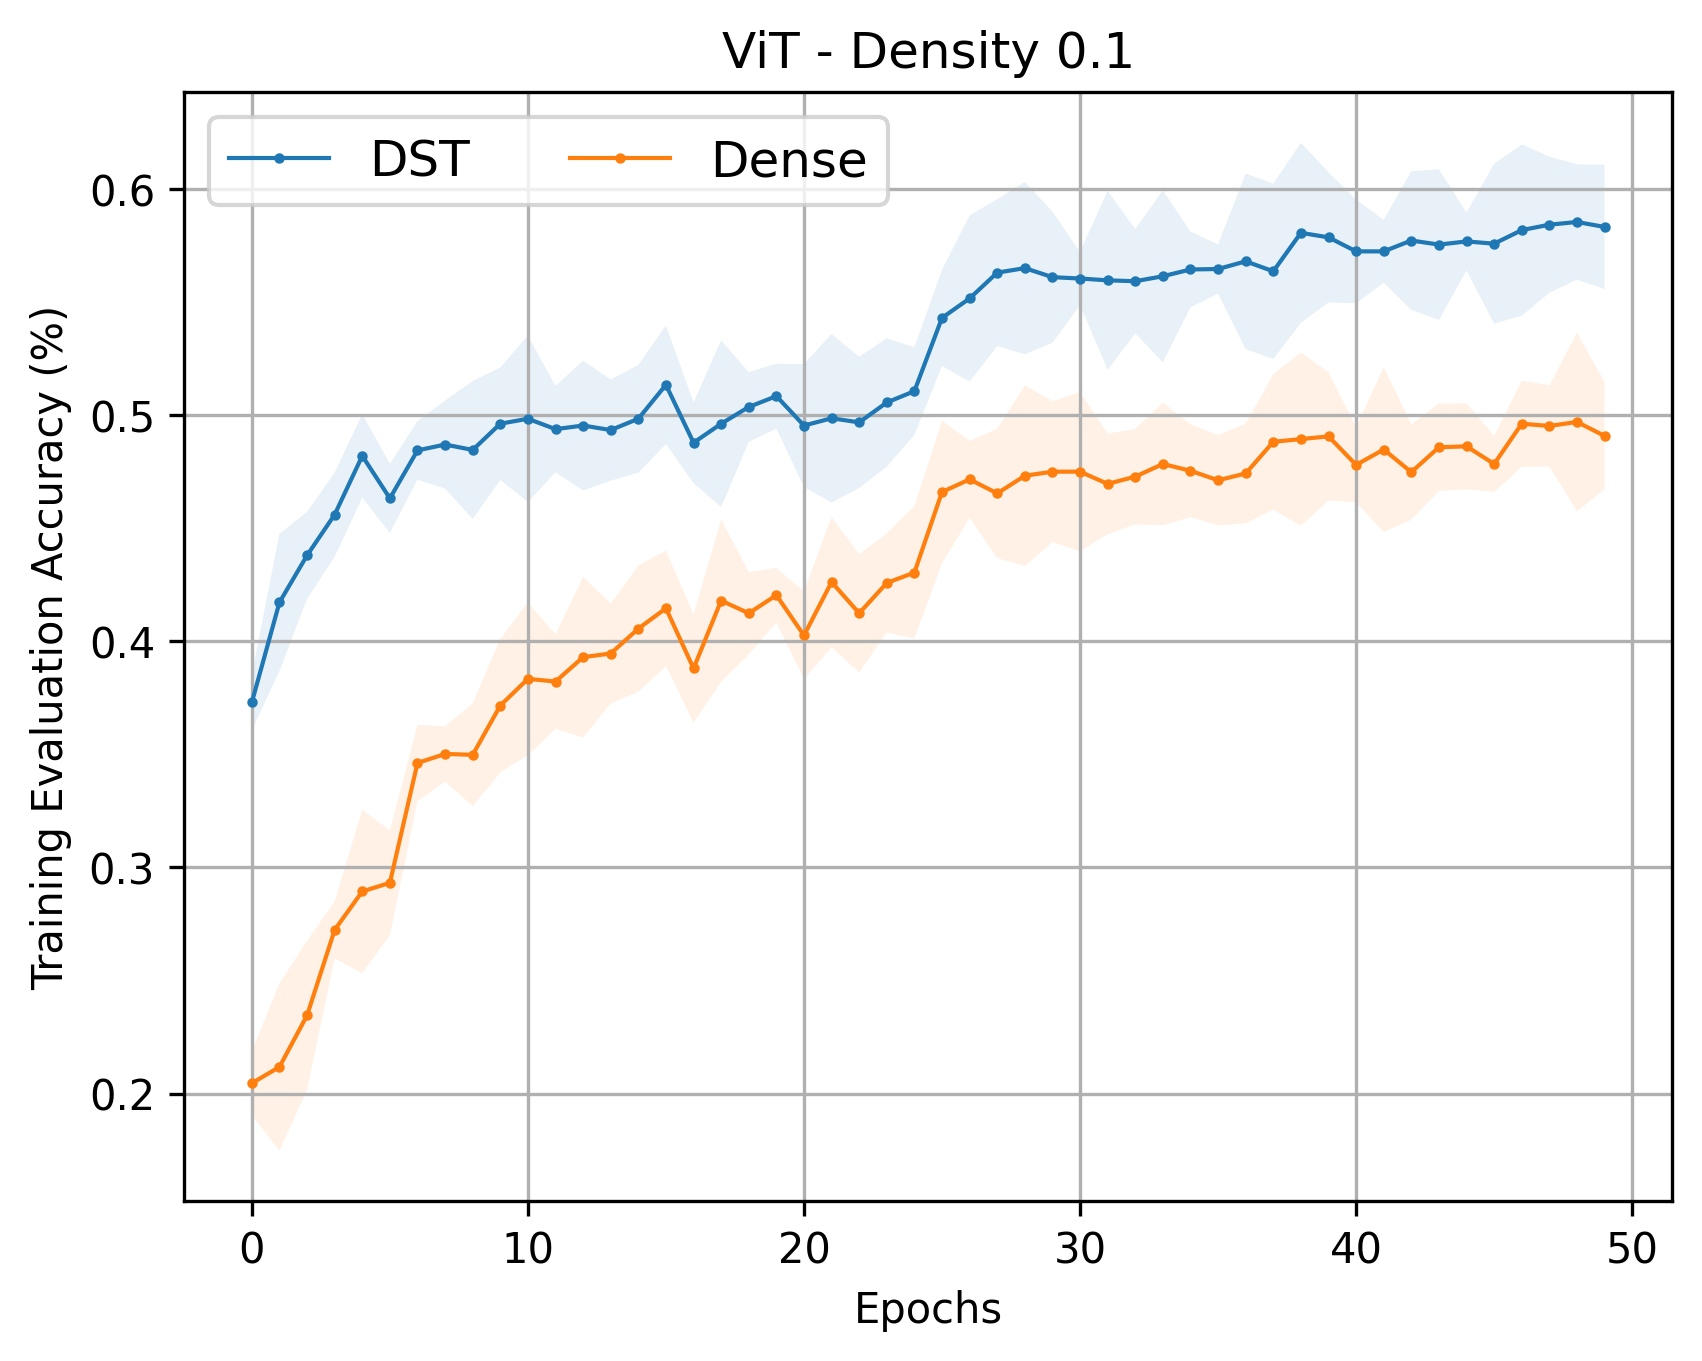 ViT - Density 0.1
DST
Dense
Training Evaluation Accuracy (%)
0.6
0.5
0.4
0.3
0.2
0 10 20 30 40 50
Epochs